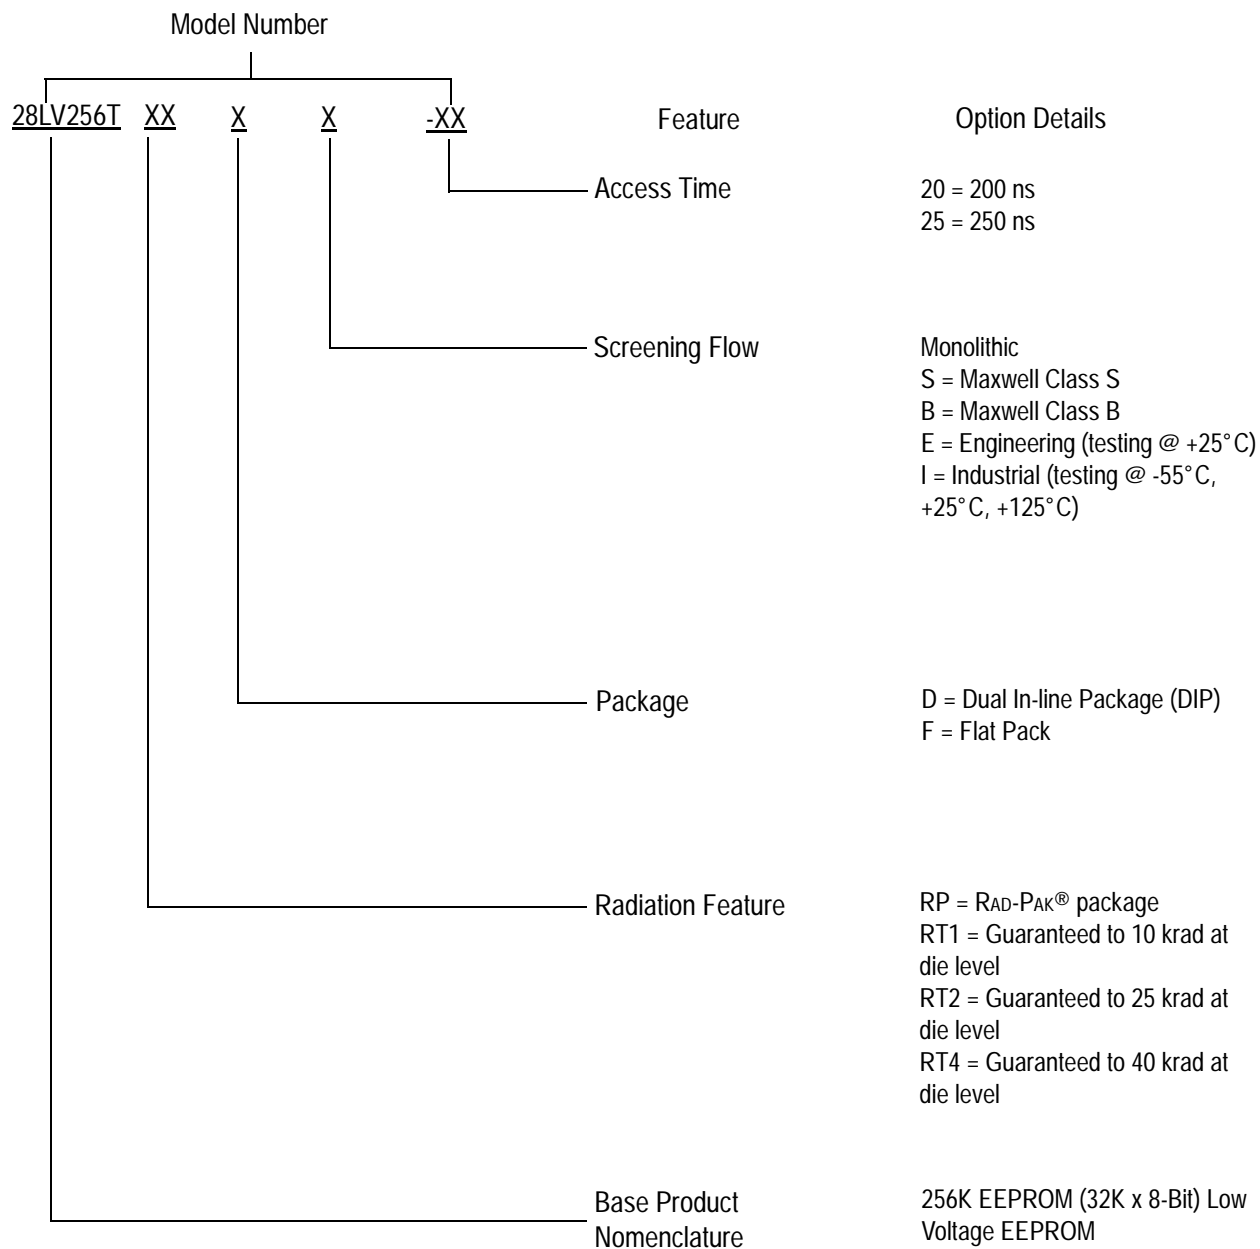 Model Number
28LV256T XX X X -XX
Feature Option Details
Access Time
20 = 200 ns
25 = 250 ns
Screening Flow
Monolithic
S = Maxwell Class S
B = Maxwell Class B
E = Engineering (testing @ +25°C)
I = Industrial (testing @ -55°C,
+25°C, +125°C)
Package
D = Dual In-line Package (DIP)
F = Flat Pack
Radiation Feature
RP = RAD-PAK® package
RT1 = Guaranteed to 10 krad at
die level
RT2 = Guaranteed to 25 krad at
die level
RT4 = Guaranteed to 40 krad at
die level
Base Product
Nomenclature
256K EEPROM (32K x 8-Bit) Low
Voltage EEPROM